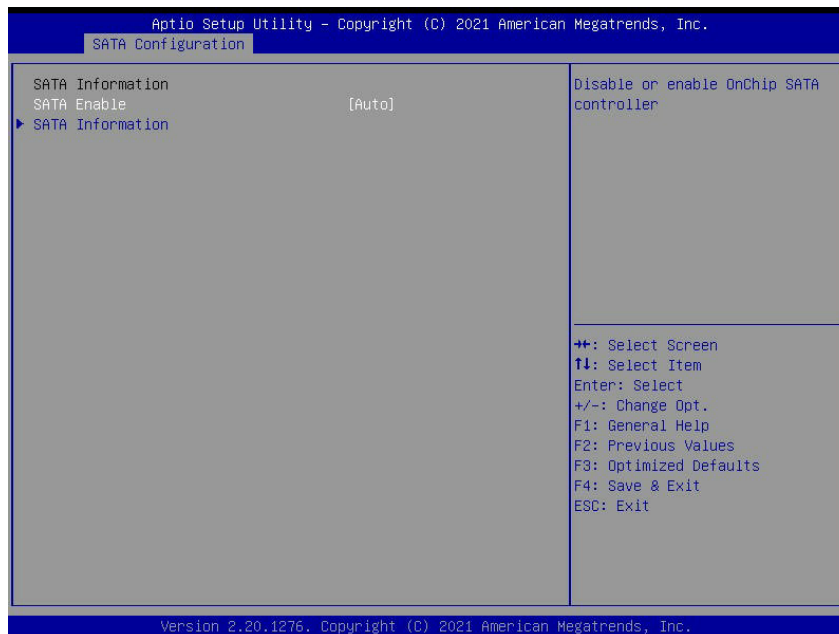 Aptio Setup Utility – Copyright (C) 2021 American Megatrends, Inc.
SATA Configuration
SATA Information
SATA Enable [Auto]
SATA Information
Disable or enable OnChip SATA
controller
→←: Select Screen
↑↓: Select Item
Enter: Select
+/-: Change Opt.
F1: General Help
F2: Previous Values
F3: Optimized Defaults
F4: Save & Exit
ESC: Exit
Version 2.20.1276. Copyright (C) 2021 American Megatrends, Inc.